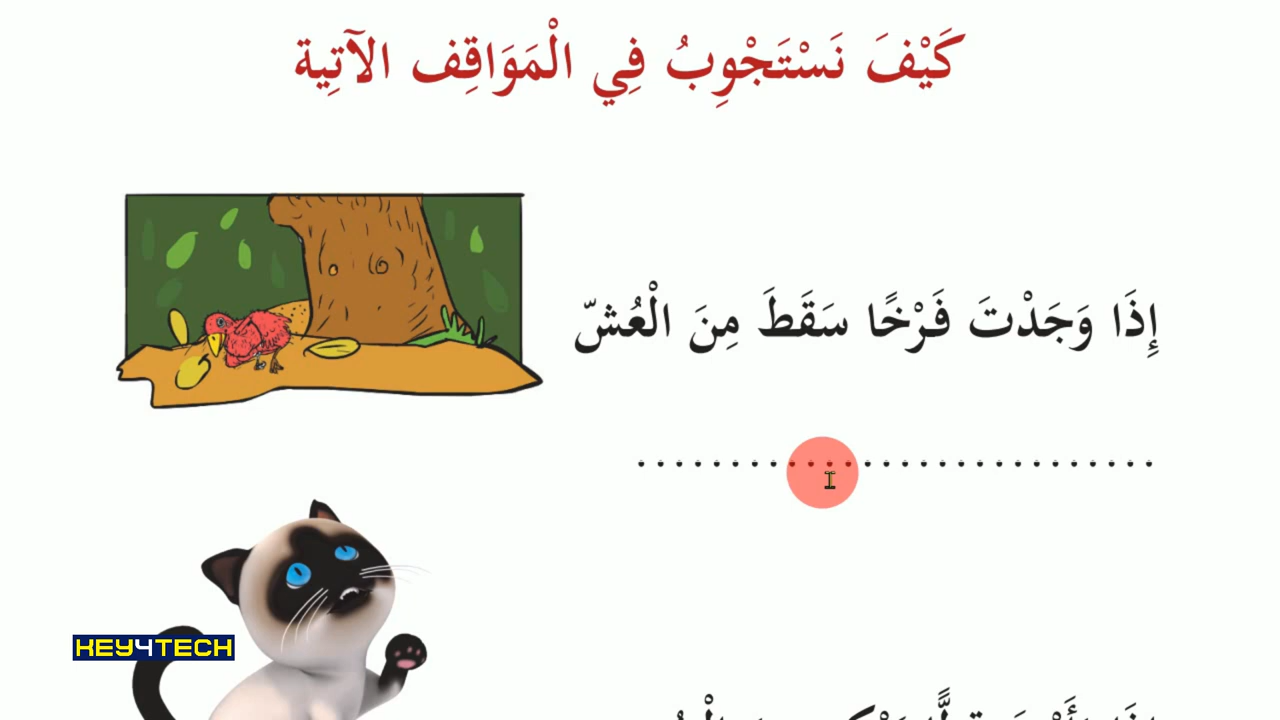 كَيْفَ نَسْتَجْوِبُ فِي الْمَوَاقِف الآتِية
إِذَا وَجَدْتَ فَرْخًا سَقَطَ مِنَ الْعُشّ
..............................
KEY4TECH